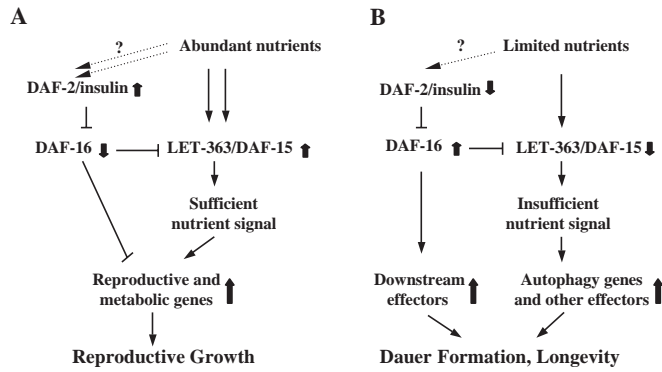 A
? Abundant nutrients
DAF-2/insulin
DAF-16 LET-363/DAF-15
Sufficient
nutrient signal
Reproductive and
metabolic genes
Reproductive Growth
B
? Limited nutrients
DAF-2/insulin
DAF-16 LET-363/DAF-15
Insufficient
nutrient signal
Downstream
effectors
Autophagy genes
and other effectors
Dauer Formation, Longevity